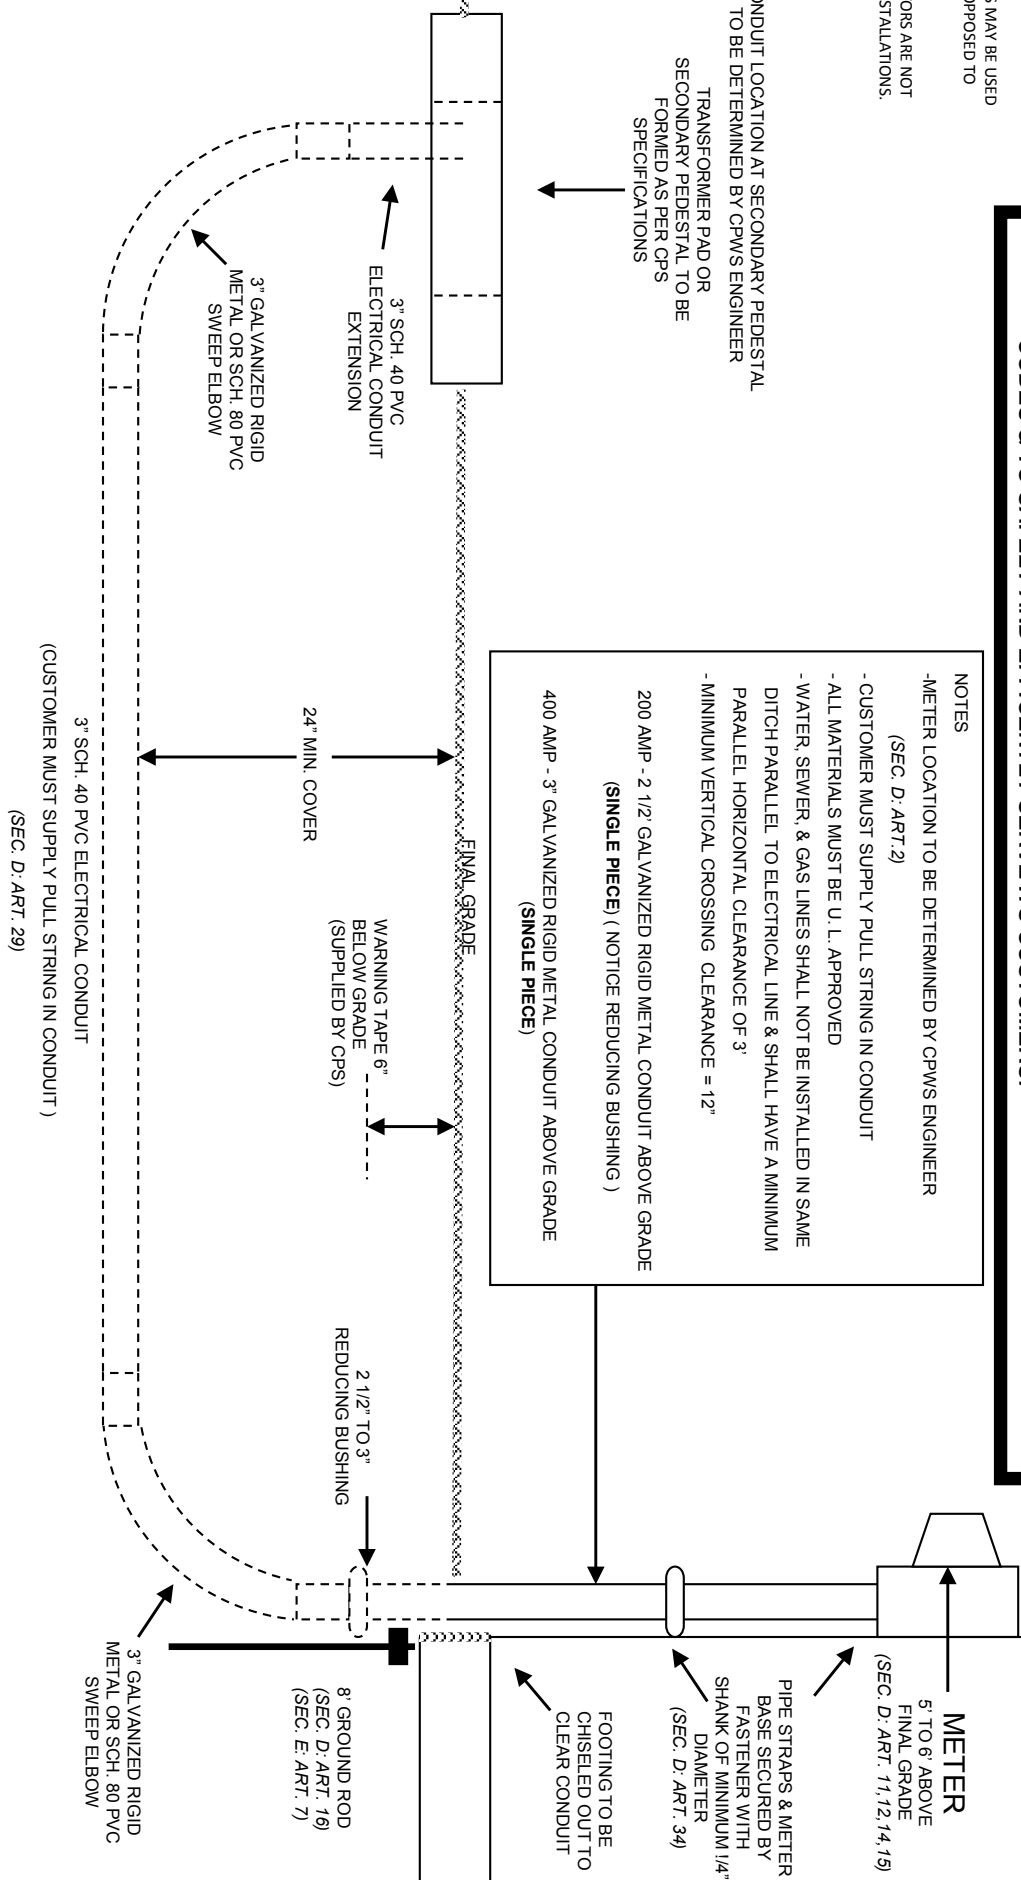 MAY BE USED
OPPOSED TO
ORS ARE NOT
STALLATIONS.
NOTES
-METER LOCATION TO BE DETERMINED BY CPWS ENGINEER
(SEC. D: ART.2)
- CUSTOMER MUST SUPPLY PULL STRING IN CONDUIT
- ALL MATERIALS MUST BE U. L. APPROVED
- WATER, SEWER, & GAS LINES SHALL NOT BE INSTALLED IN SAME
DITCH PARALLEL TO ELECTRICAL LINE & SHALL HAVE A MINIMUM
PARALLEL HORIZONTAL CLEARANCE OF 3'
- MINIMUM VERTICAL CROSSING CLEARANCE = 12"
200 AMP - 2 1/2' GALVANIZED RIGID METAL CONDUIT ABOVE GRADE
(SINGLE PIECE) ( NOTICE REDUCING BUSHING )
400 AMP - 3" GALVANIZED RIGID METAL CONDUIT ABOVE GRADE
(SINGLE PIECE)
METER
5' TO 6' ABOVE
FINAL GRADE
(SEC. D: ART. 11,12,14,15)
ONDUIT LOCATION AT SECONDARY PEDESTAL
TO BE DETERMINED BY CPWS ENGINEER
TRANSFORMER PAD OR
SECONDARY PEDESTAL TO BE
FORMED AS PER CPS
SPECIFICATIONS
PIPE STRAPS & METER
BASE SECURED BY
FASTENER WITH
SHANK OF MINIMUM !/4"
DIAMETER
(SEC. D: ART. 34)
FOOTING TO BE
CHISELED OUT TO
CLEAR CONDUIT
FINAL GRADE
3" SCH. 40 PVC
ELECTRICAL CONDUIT
EXTENSION
WARNING TAPE 6"
BELOW GRADE
(SUPPLIED BY CPS)
2 1/2" TO 3"
REDUCING BUSHING
8' GROUND ROD
(SEC. D: ART. 16)
(SEC. E: ART. 7)
24" MIN. COVER
3" GALVANIZED RIGID
METAL OR SCH. 80 PVC
SWEEP ELBOW
3" GALVANIZED RIGID
METAL OR SCH. 80 PVC
SWEEP ELBOW
3" SCH. 40 PVC ELECTRICAL CONDUIT
(CUSTOMER MUST SUPPLY PULL STRING IN CONDUIT )
(SEC. D: ART. 29)